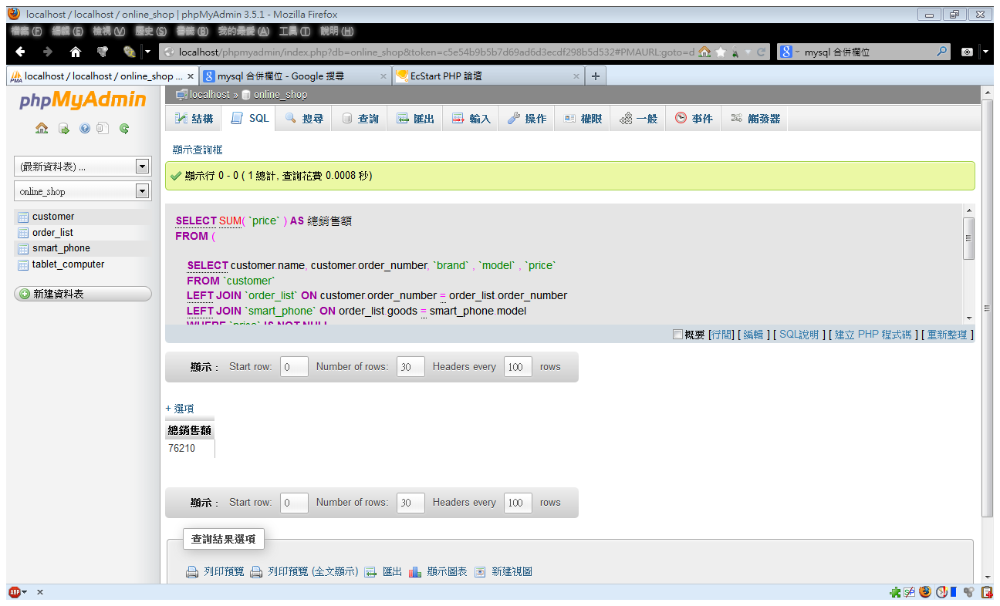 localhost / localhost / online_shop | phpMyAdmin 3.5.1 - Mozilla Firefox
檔案 (F) 編輯 (E) 檢視 (V) 歷史 (S) 書籤 (B) 我的最愛 (A) 工具 (T) 說明 (H)
localhost/phpmyadmin/index.php?db=online_shop&token=c5e54b9b5b7d69ad6d3ecdf298b5d532#PMAURL:goto=d mysql 合併欄位
localhost / localhost / online_shop ... mysql 合併欄位 - Google 搜尋 EcStart PHP 論壇
phpMyAdmin
localhost » online_shop
結構 SQL 搜尋 查詢 匯出 輸入 操作 權限 一般 事件 觸發器
(最新資料表) ...
online_shop
customer
order_list
smart_phone
tablet_computer
新建資料表
顯示查詢框
顯示行 0 - 0 ( 1 總計, 查詢花費 0.0008 秒)
SELECT SUM( `price` ) AS 總銷售額
FROM (
SELECT customer.name, customer.order_number, `brand` , `model` , `price`
FROM `customer`
LEFT JOIN `order_list` ON customer.order_number = order_list.order_number
LEFT JOIN `smart_phone` ON order_list.goods = smart_phone.model
WHERE `price` IS NOT NULL
概要 [行間] [ 編輯 ] [ SQL說明 ] [ 建立 PHP 程式碼 ] [ 重新整理 ]
顯示 : Start row: 0 Number of rows: 30 Headers every 100 rows
+ 選項
總銷售額
76210
顯示 : Start row: 0 Number of rows: 30 Headers every 100 rows
查詢結果選項
列印預覽 列印預覽 (全文顯示) 匯出 顯示圖表 新建視圖
ABP